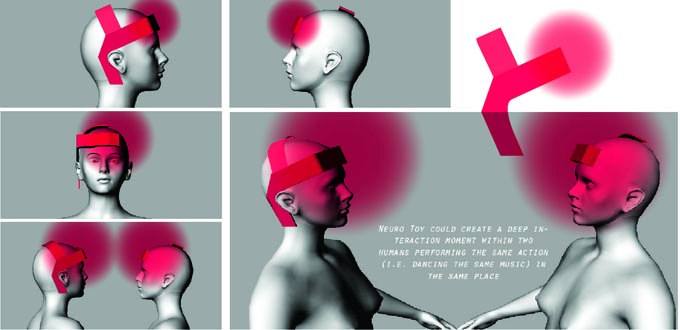 Neuro Toy could create a deep in-
teraction moment within two
humans performing the same action
(i.e. dancing the same music) in
the same place